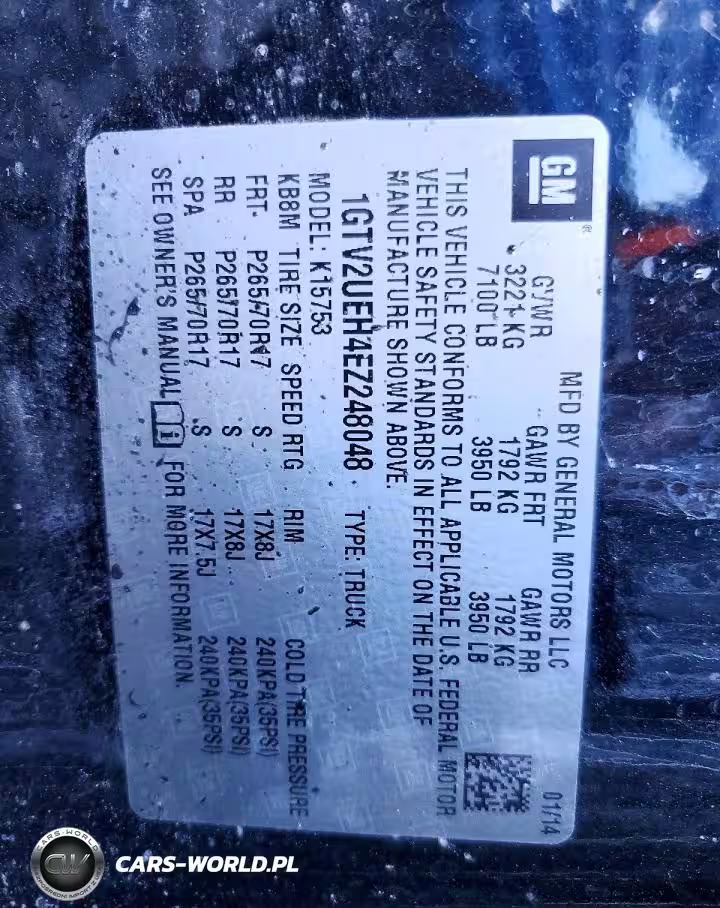 GM
MFD BY GENERAL MOTORS LLC
01/14
GVWR GAWR FRT GAWR RR
3221 KG 1792 KG 1792 KG
7100 LB 3950 LB 3950 LB
THIS VEHICLE CONFORMS TO ALL APPLICABLE U.S. FEDERAL MOTOR
VEHICLE SAFETY STANDARDS IN EFFECT ON THE DATE OF
MANUFACTURE SHOWN ABOVE.
1GTV2UEH4EZ248048 TYPE: TRUCK
MODEL: K15753
KB8M TIRE SIZE SPEED RTG RIM COLD TIRE PRESSURE
FRT P265/70R17 S 17X8J 240KPA(35PSI)
RR P265/70R17 S 17X8J 240KPA(35PSI)
SPA P265/70R17 S 17X7.5J 240KPA(35PSI)
SEE OWNER'S MANUAL FOR MORE INFORMATION.
CARS-WORLD
CW
CARS-WORLD.PL